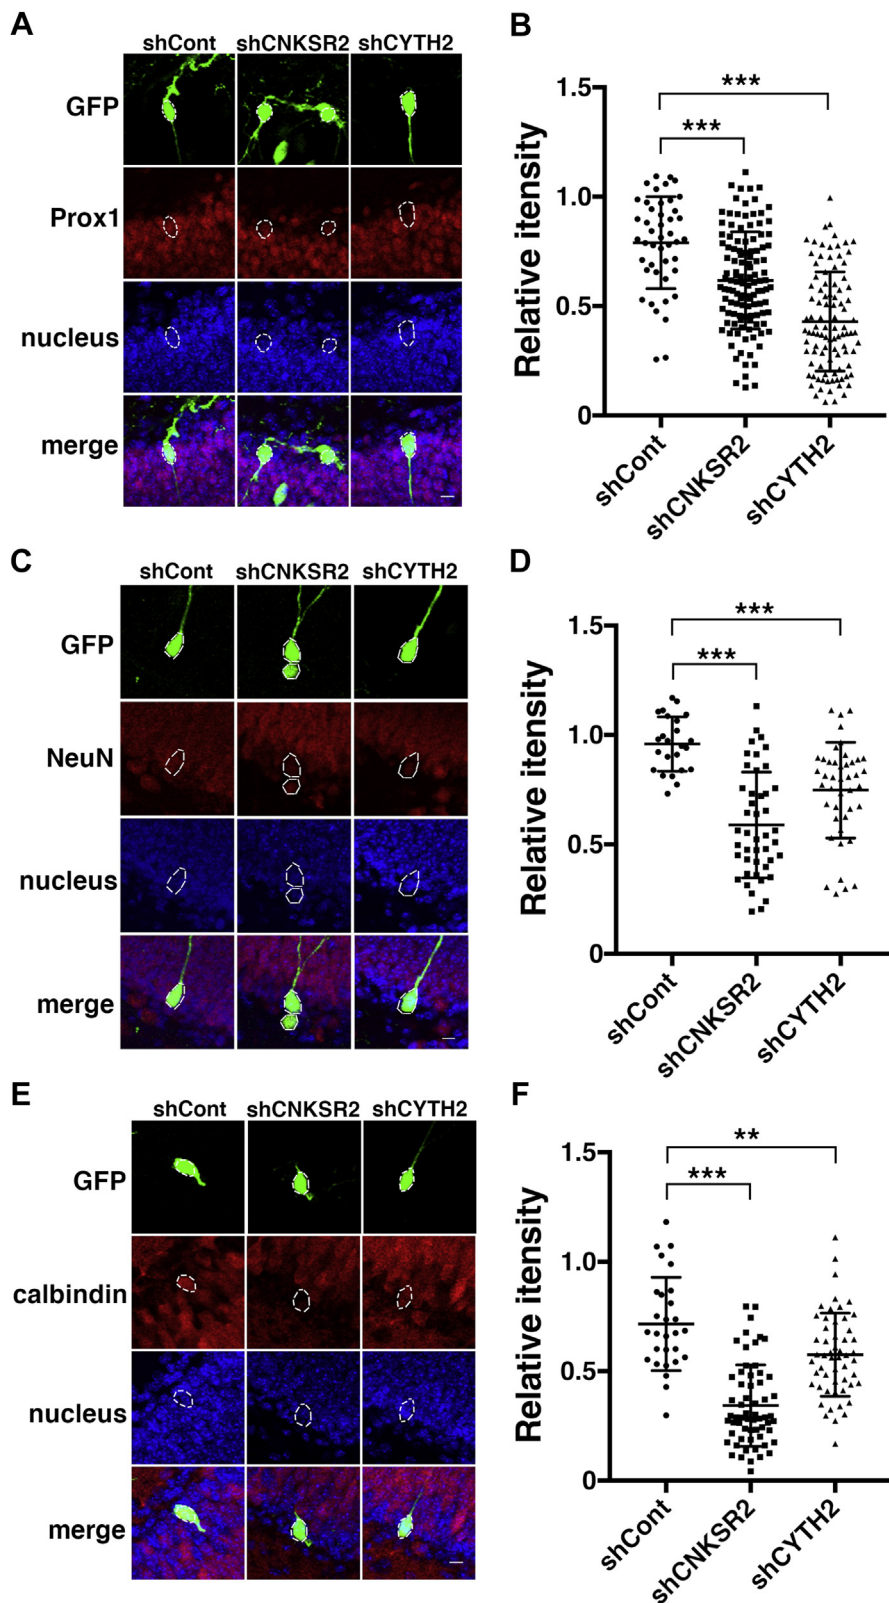 A
shCont shCNKSR2 shCYTH2
GFP
Prox1
nucleus
merge
B
Relative itensity
1.5
1.0
0.5
0
***
***
shCont
shCNKSR2
shCYTH2
C
shCont shCNKSR2 shCYTH2
GFP
NeuN
nucleus
merge
D
Relative itensity
1.5
1.0
0.5
0
***
***
shCont
shCNKSR2
shCYTH2
E
shCont shCNKSR2 shCYTH2
GFP
calbindin
nucleus
merge
F
Relative itensity
1.5
1.0
0.5
0
**
***
shCont
shCNKSR2
shCYTH2